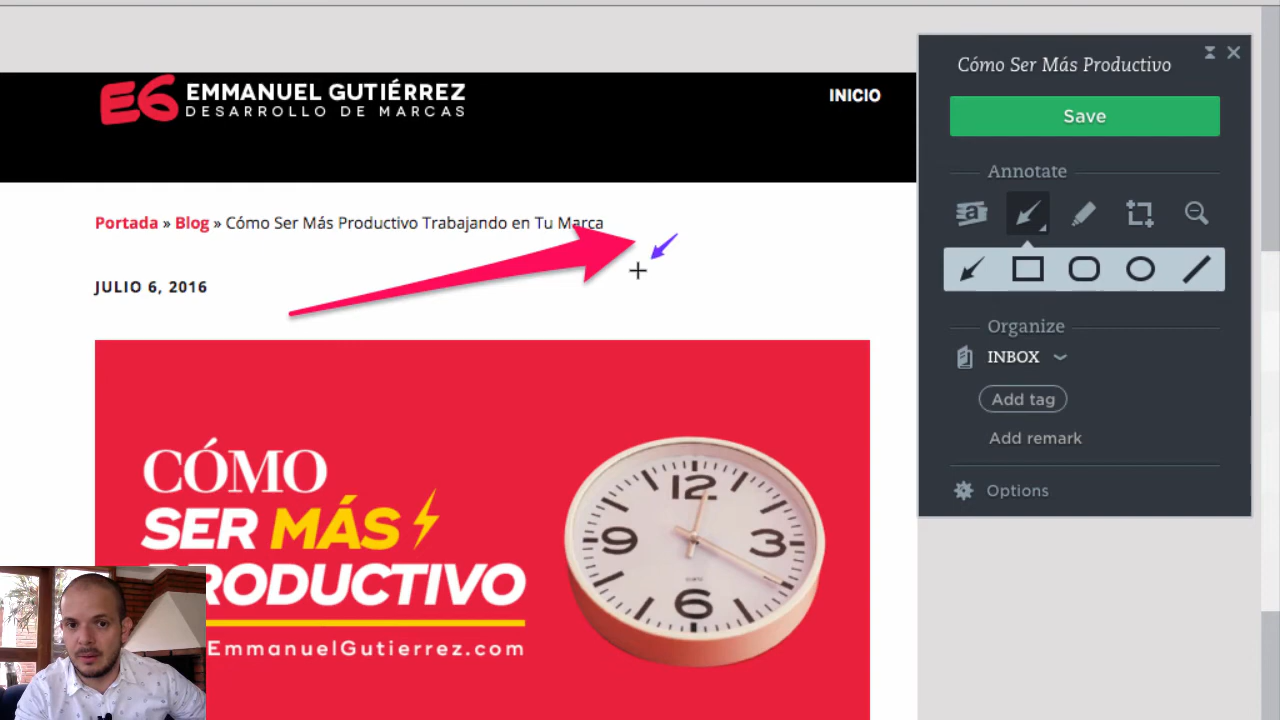 EMMANUEL GUTIÉRREZ
DESARROLLO DE MARCAS
E6
INICIO
Portada » Blog » Cómo Ser Más Productivo Trabajando en Tu Marca
JULIO 6, 2016
CÓMO
SER MÁS
PRODUCTIVO
EmmanuelGutierrez.com
12
3
6
9
QUARTZ
Cómo Ser Más Productivo
Save
Annotate
a
Organize
INBOX
Add tag
Add remark
Options